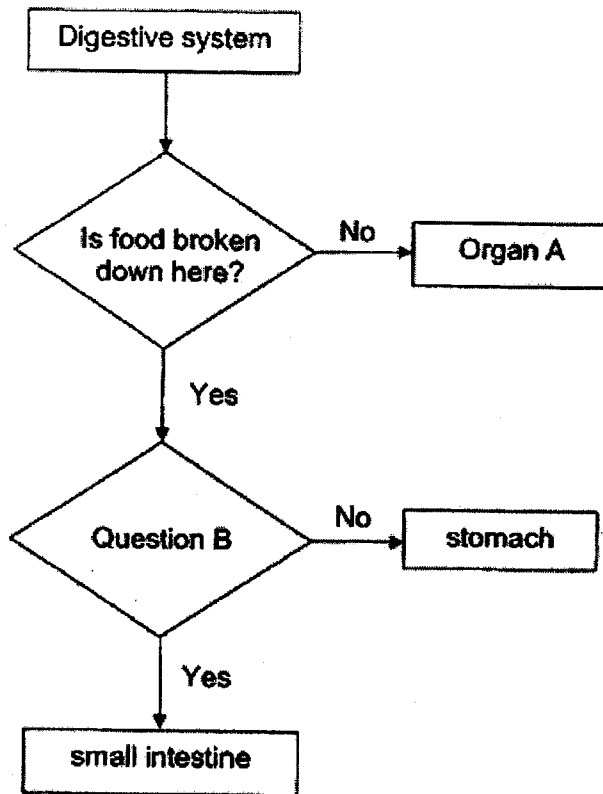 Digestive system
Is food broken
down here?
No
Organ A
Yes
Question B
No
stomach
Yes
small intestine